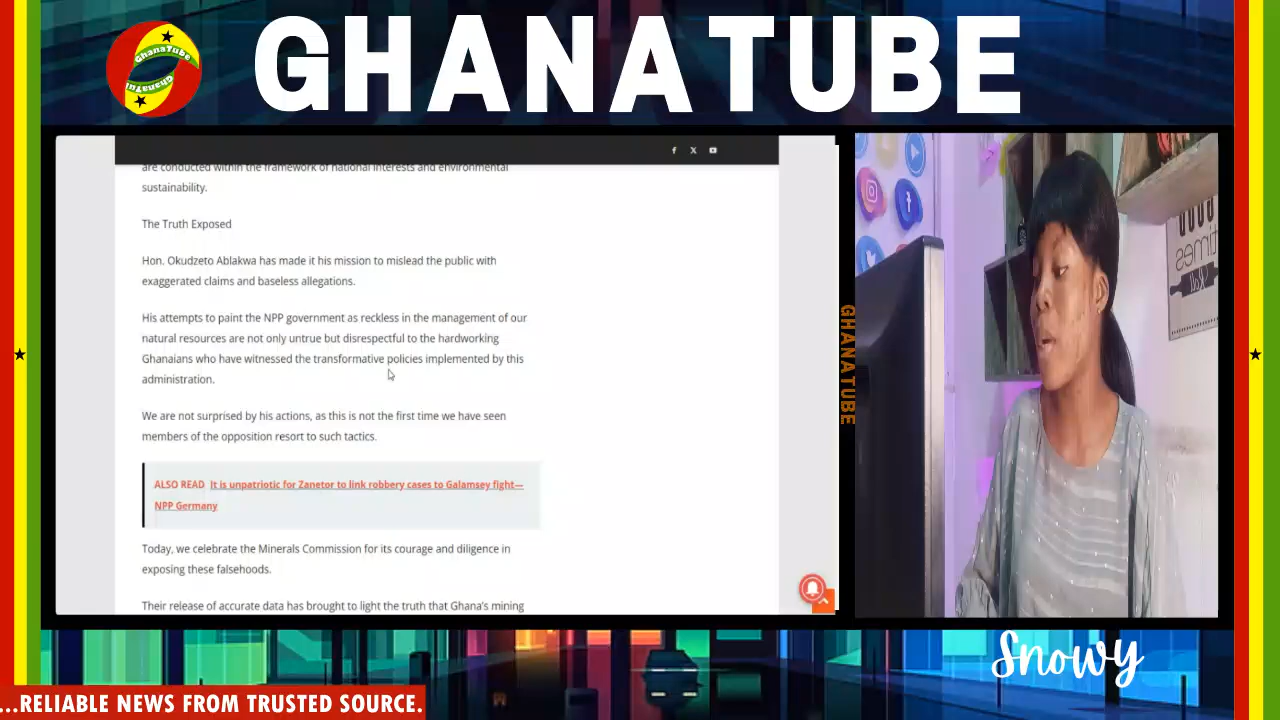 GhanaTube
GhanaTube
GHANATUBE
are conducted within the framework of national interests and environmental
sustainability.
The Truth Exposed
Hon. Okudzeto Ablakwa has made it his mission to mislead the public with
exaggerated claims and baseless allegations.
His attempts to paint the NPP government as reckless in the management of our
natural resources are not only untrue but disrespectful to the hardworking
Ghanaians who have witnessed the transformative policies implemented by this
administration.
We are not surprised by his actions, as this is not the first time we have seen
members of the opposition resort to such tactics.
ALSO READ It is unpatriotic for Zanetor to link robbery cases to Galamsey fight—
NPP Germany
Today, we celebrate the Minerals Commission for its courage and diligence in
exposing these falsehoods.
Their release of accurate data has brought to light the truth that Ghana's mining
GHANATUBE
times
Snowy
...RELIABLE NEWS FROM TRUSTED SOURCE.